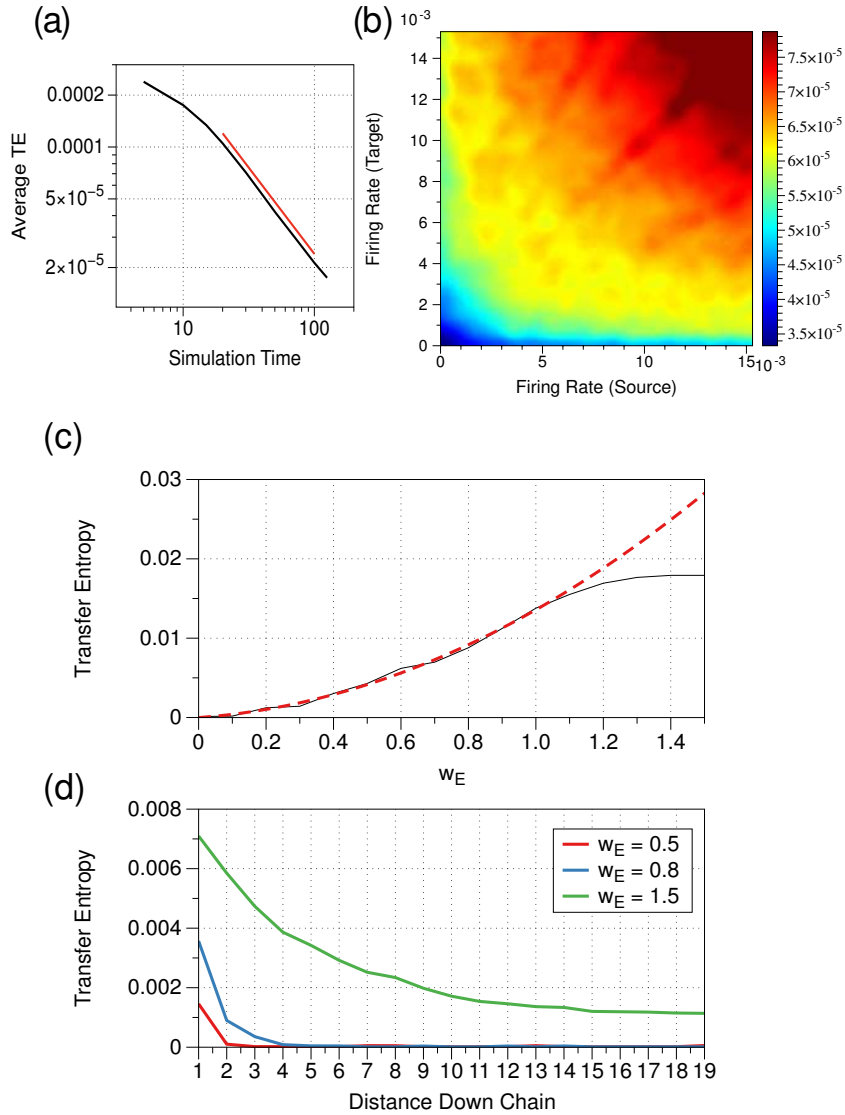 (a)
Average TE
0.0002
0.0001
5×10⁻⁵
2×10⁻⁵
10
100
Simulation Time
(b)
10⁻³
Firing Rate (Target)
14
12
10
8
6
4
2
0
0
5
10
15
10⁻³
Firing Rate (Source)
7.5×10⁻⁵
7×10⁻⁵
6.5×10⁻⁵
6×10⁻⁵
5.5×10⁻⁵
5×10⁻⁵
4.5×10⁻⁵
4×10⁻⁵
3.5×10⁻⁵
(c)
Transfer Entropy
0.03
0.02
0.01
0
0
0.2
0.4
0.6
0.8
1.0
1.2
1.4
w_E
(d)
Transfer Entropy
0.008
0.006
0.004
0.002
0
w_E = 0.5
w_E = 0.8
w_E = 1.5
1 2 3 4 5 6 7 8 9 10 11 12 13 14 15 16 17 18 19
Distance Down Chain